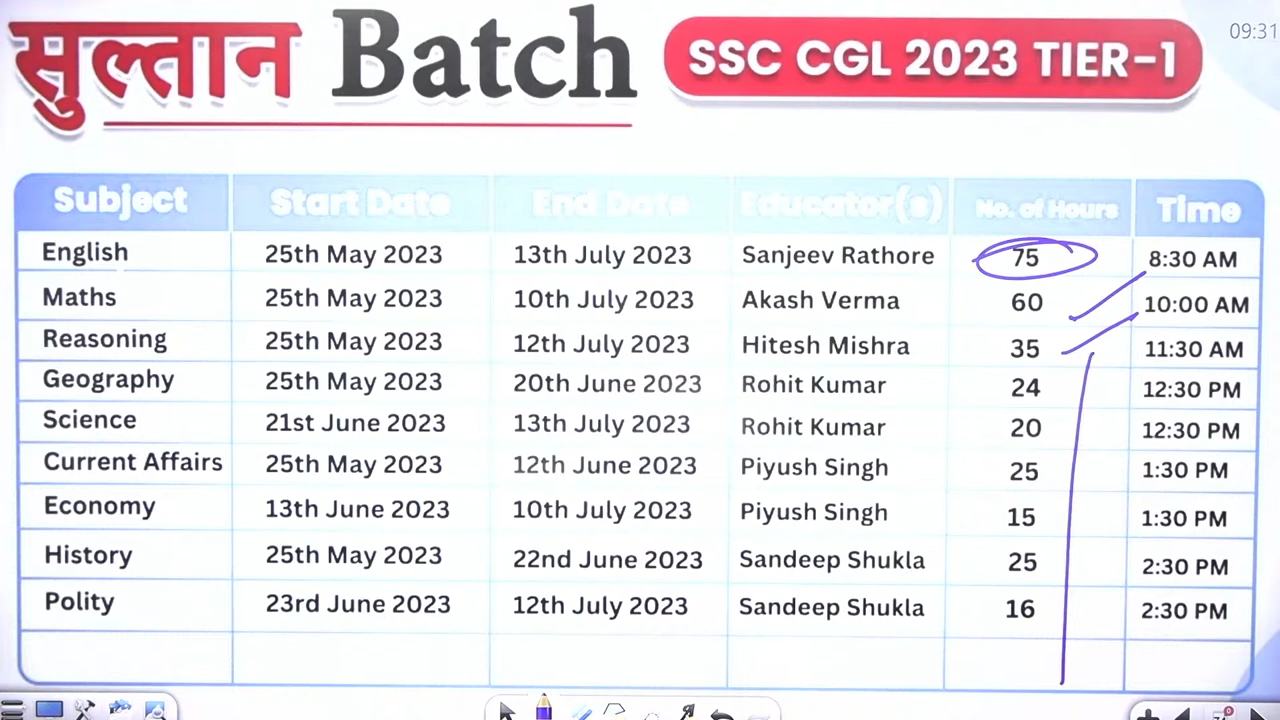 सुल्तान Batch SSC CGL 2023 TIER-1 09:31
Subject Start Date End Date Educator(s) No. of Hours Time
English 25th May 2023 13th July 2023 Sanjeev Rathore 75 8:30 AM
Maths 25th May 2023 10th July 2023 Akash Verma 60 10:00 AM
Reasoning 25th May 2023 12th July 2023 Hitesh Mishra 35 11:30 AM
Geography 25th May 2023 20th June 2023 Rohit Kumar 24 12:30 PM
Science 21st June 2023 13th July 2023 Rohit Kumar 20 12:30 PM
Current Affairs 25th May 2023 12th June 2023 Piyush Singh 25 1:30 PM
Economy 13th June 2023 10th July 2023 Piyush Singh 15 1:30 PM
History 25th May 2023 22nd June 2023 Sandeep Shukla 25 2:30 PM
Polity 23rd June 2023 12th July 2023 Sandeep Shukla 16 2:30 PM